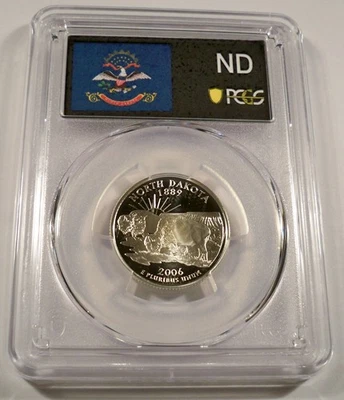 ND
PCGS
NORTH DAKOTA
1889
2006
E PLURIBUS UNUM